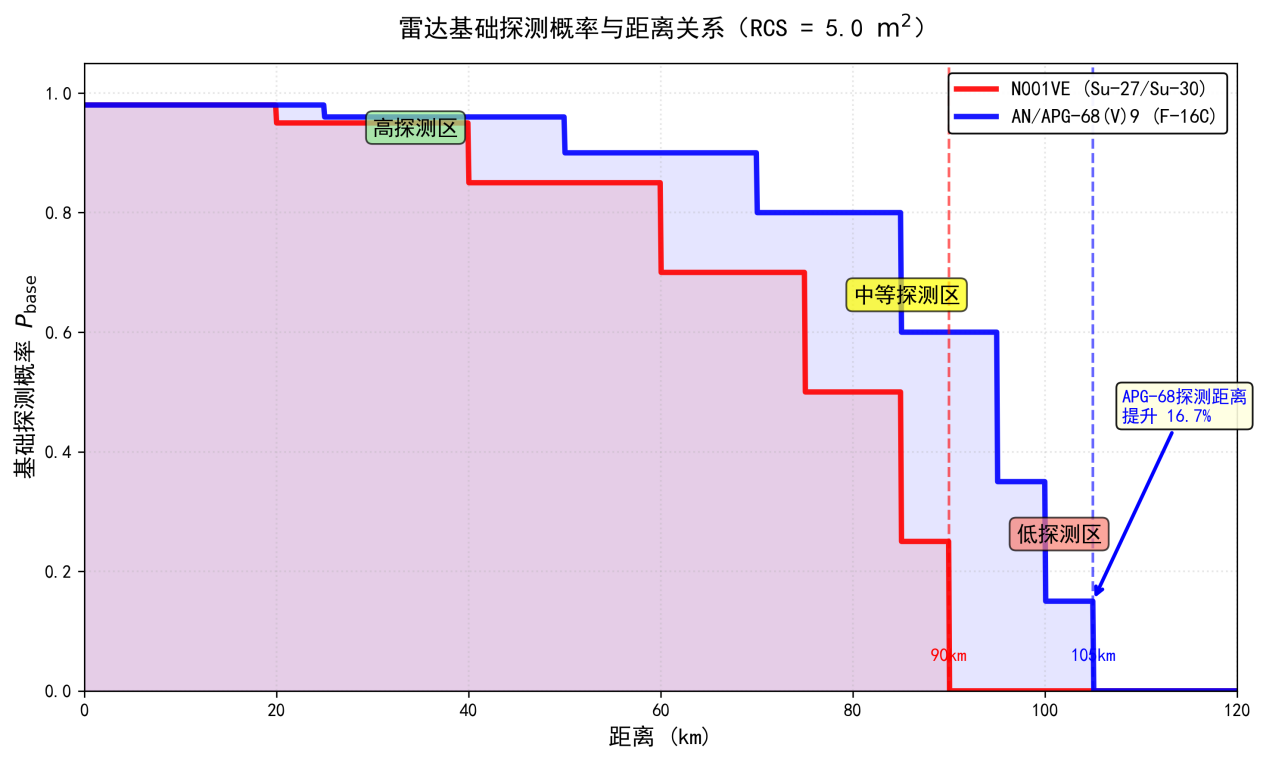 雷达基础探测概率与距离关系（RCS = 5.0 m²）
N001VE (Su-27/Su-30)
AN/APG-68(V)9 (F-16C)
高探测区
中等探测区
低探测区
APG-68探测距离
提升 16.7%
90km
105km
基础探测概率 P_base
1.0
0.8
0.6
0.4
0.2
0.0
0
20
40
60
80
100
120
距离 (km)